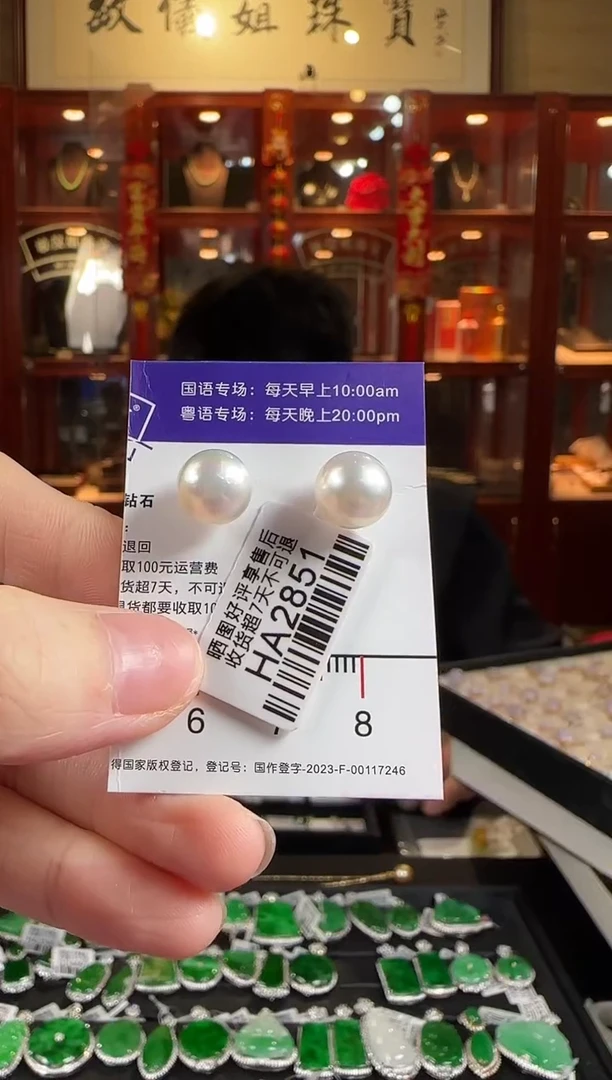 敏儀姐珠寶
国语专场：每天早上10:00am
粤语专场：每天晚上20:00pm
钻石
：
退回
取100元运营费
货超7天，不可
货都要收取10
晒图好评享售后
收货超7天不可退
HA2851
6
8
得国家版权登记，登记号：国作登字-2023-F-00117246